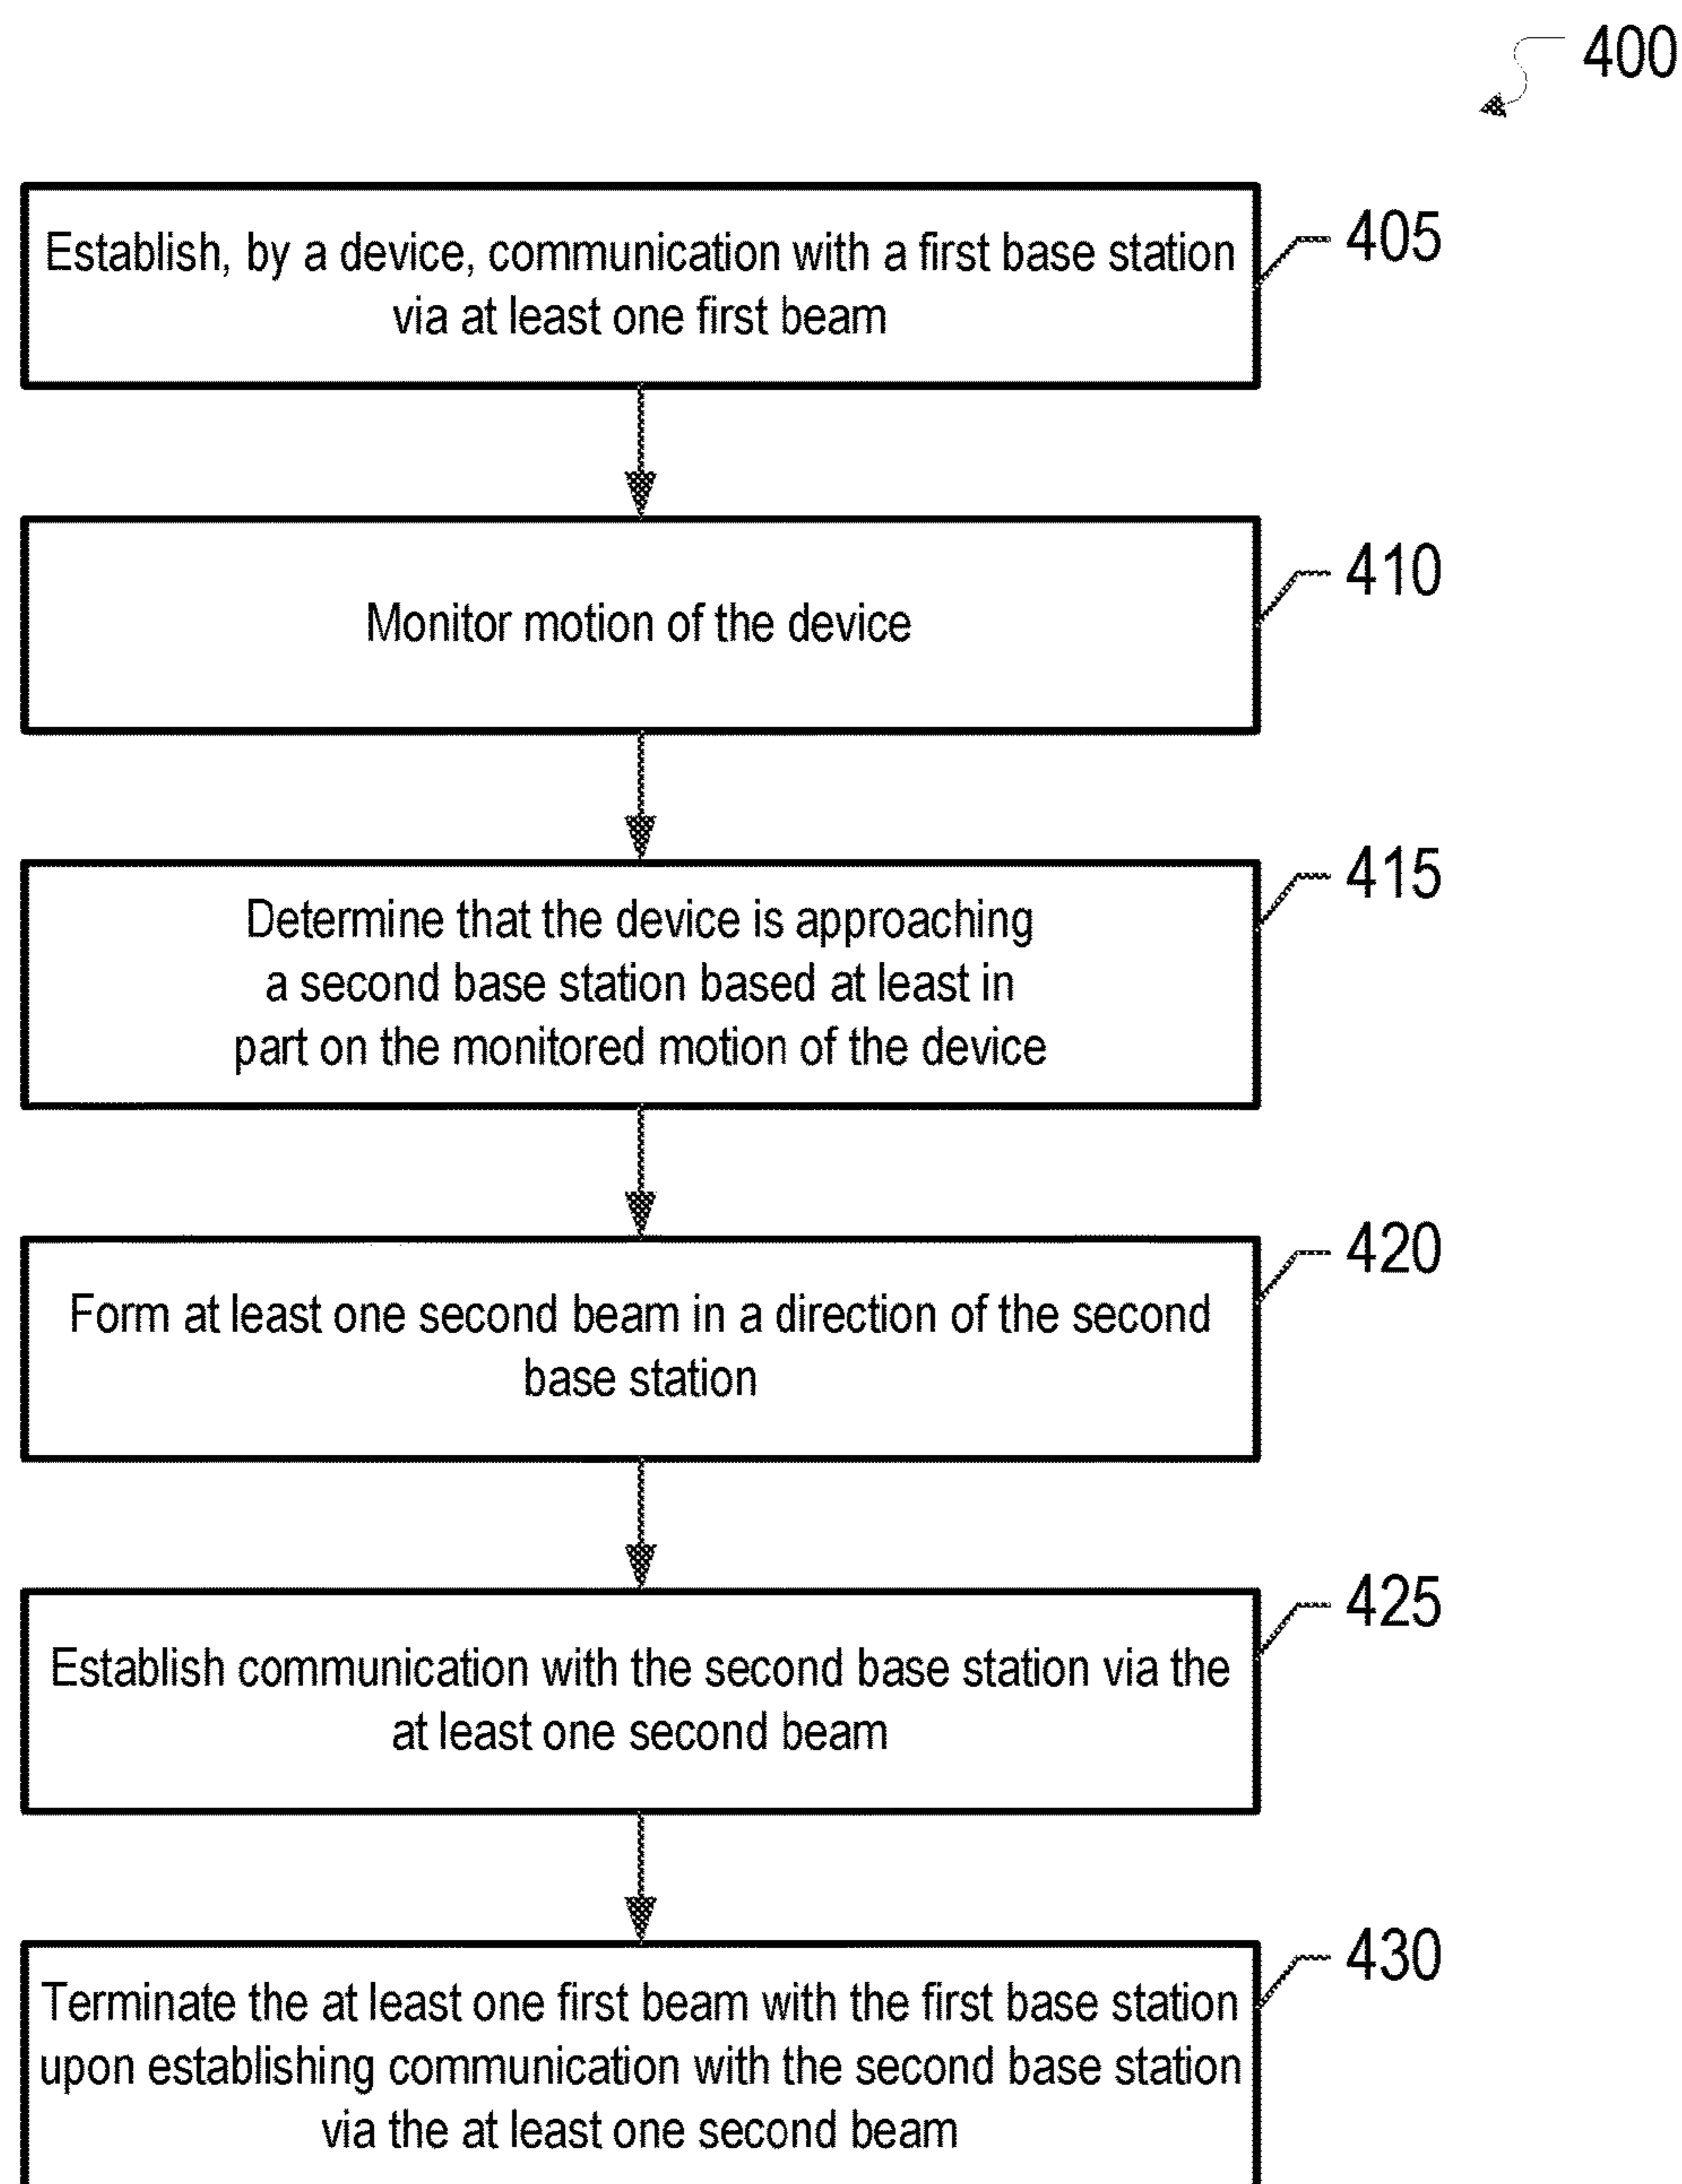 400
Establish, by a device, communication with a first base station
via at least one first beam
405
Monitor motion of the device
410
Determine that the device is approaching
a second base station based at least in
part on the monitored motion of the device
415
Form at least one second beam in a direction of the second
base station
420
Establish communication with the second base station via the
at least one second beam
425
Terminate the at least one first beam with the first base station
upon establishing communication with the second base station
via the at least one second beam
430